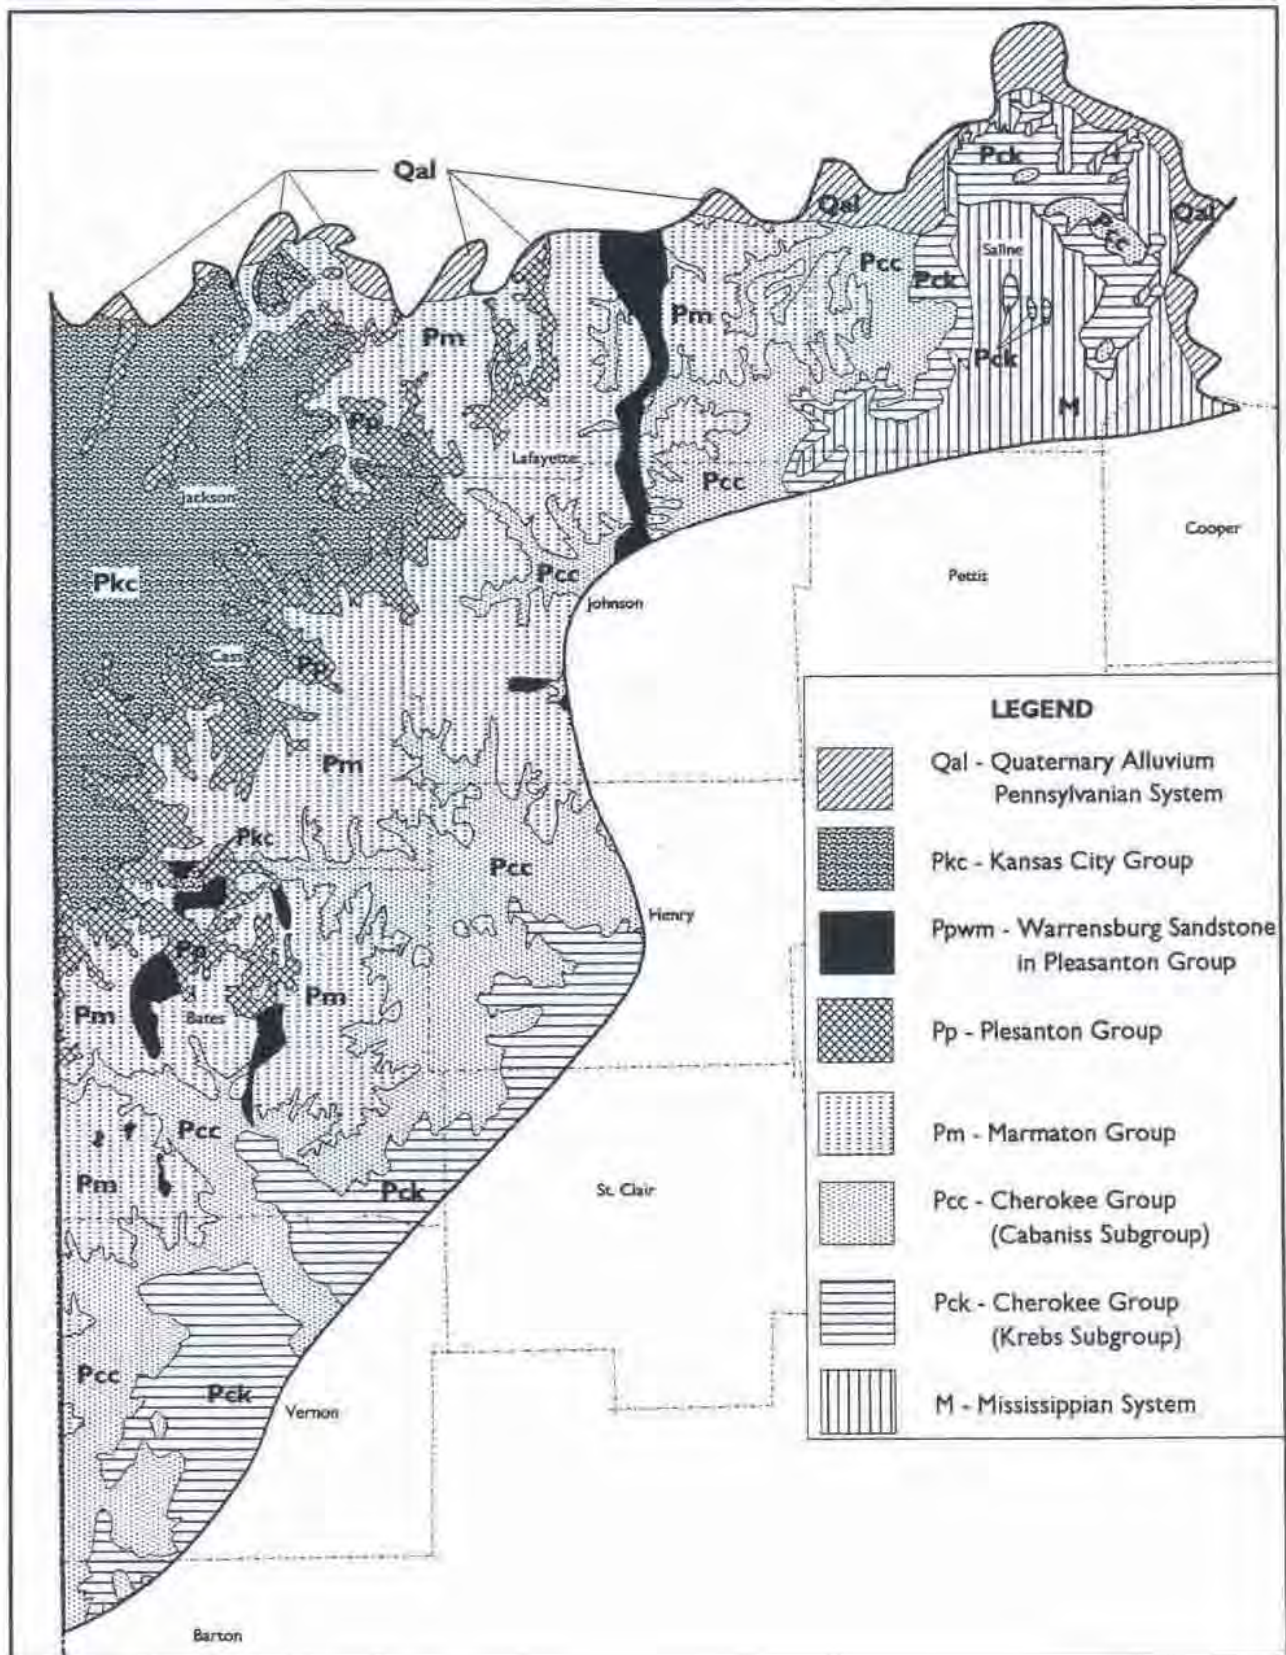 Qal
Pck
Qal
Qal
Pcc
Saline
Pcc
Pck
Pm
Pm
Pck
M
Pp
Lafayette
Pcc
Jackson
Cooper
Pcc
Pettis
Pkc
Johnson
Cass
Pp
Pm
Pkc
Pcc
Henry
Pp
Pm
Pm
Bates
Pcc
Pm
Pck
St. Clair
Pcc
Pck
Vernon
Barton
LEGEND
Qal - Quaternary Alluvium
Pennsylvanian System
Pkc - Kansas City Group
Ppwm - Warrensburg Sandstone
in Pleasanton Group
Pp - Plesanton Group
Pm - Marmaton Group
Pcc - Cherokee Group
(Cabaniss Subgroup)
Pck - Cherokee Group
(Krebs Subgroup)
M - Mississippian System